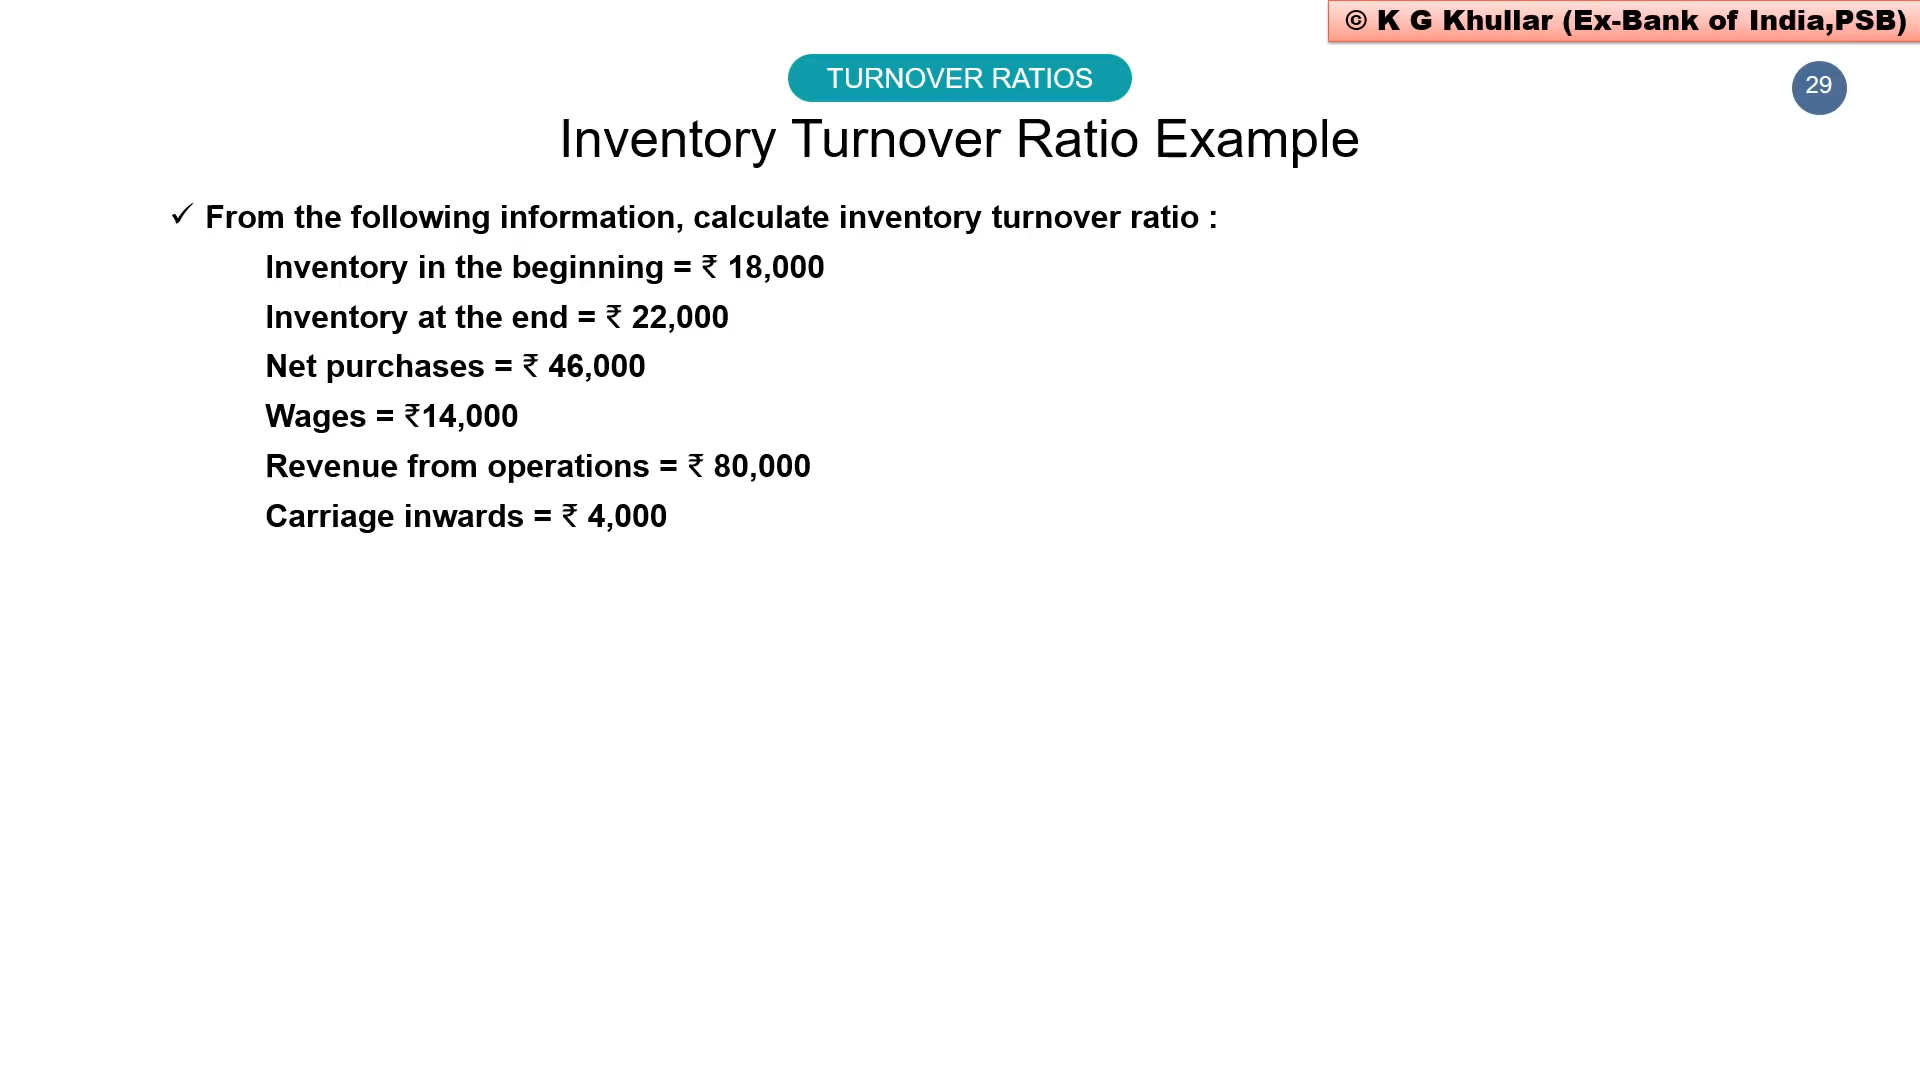 © K G Khullar (Ex-Bank of India,PSB)
TURNOVER RATIOS
29
Inventory Turnover Ratio Example
✓ From the following information, calculate inventory turnover ratio :
Inventory in the beginning = ₹ 18,000
Inventory at the end = ₹ 22,000
Net purchases = ₹ 46,000
Wages = ₹14,000
Revenue from operations = ₹ 80,000
Carriage inwards = ₹ 4,000